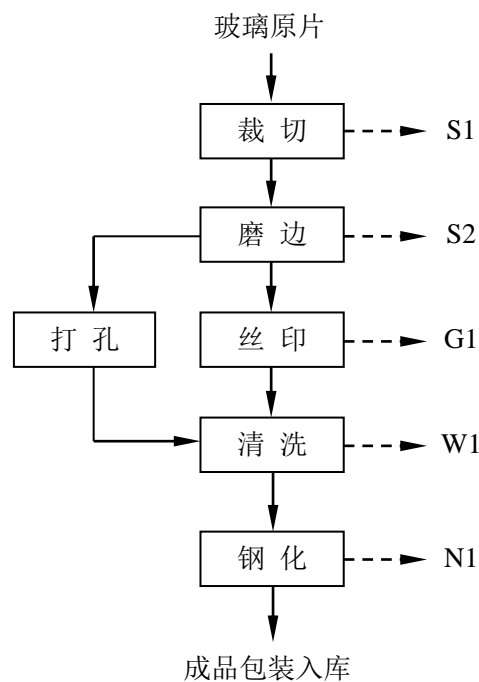 玻璃原片
裁 切
S1
磨 边
S2
打 孔
丝 印
G1
清 洗
W1
钢 化
N1
成品包装入库